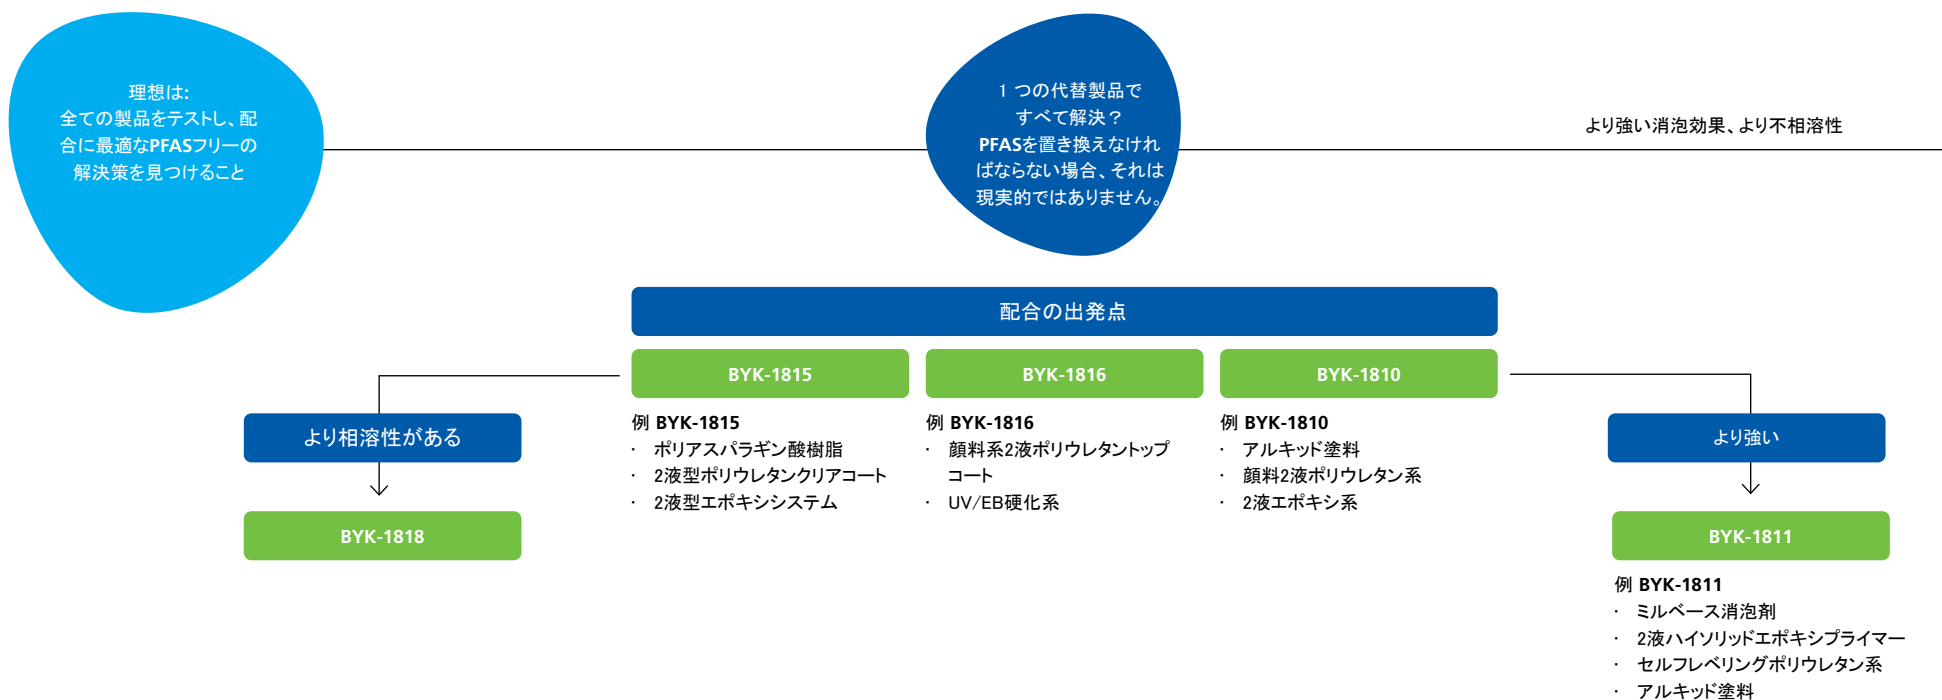 理想は:
全ての製品をテストし、配
合に最適なPFASフリーの
解決策を見つけること
1 つの代替製品で
すべて解決？
PFASを置き換えなけれ
ばならない場合、それは
現実的ではありません。
より強い消泡効果、より不相溶性
配合の出発点
BYK-1815
BYK-1816
BYK-1810
より相溶性がある
BYK-1818
例 BYK-1815
· ポリアスパラギン酸樹脂
· 2液型ポリウレタンクリアコート
· 2液型エポキシシステム
例 BYK-1816
· 顔料系2液ポリウレタントップ
コート
· UV/EB硬化系
例 BYK-1810
· アルキッド塗料
· 顔料2液ポリウレタン系
· 2液エポキシ系
より強い
BYK-1811
例 BYK-1811
· ミルベース消泡剤
· 2液ハイソリッドエポキシプライマー
· セルフレベリングポリウレタン系
· アルキッド塗料